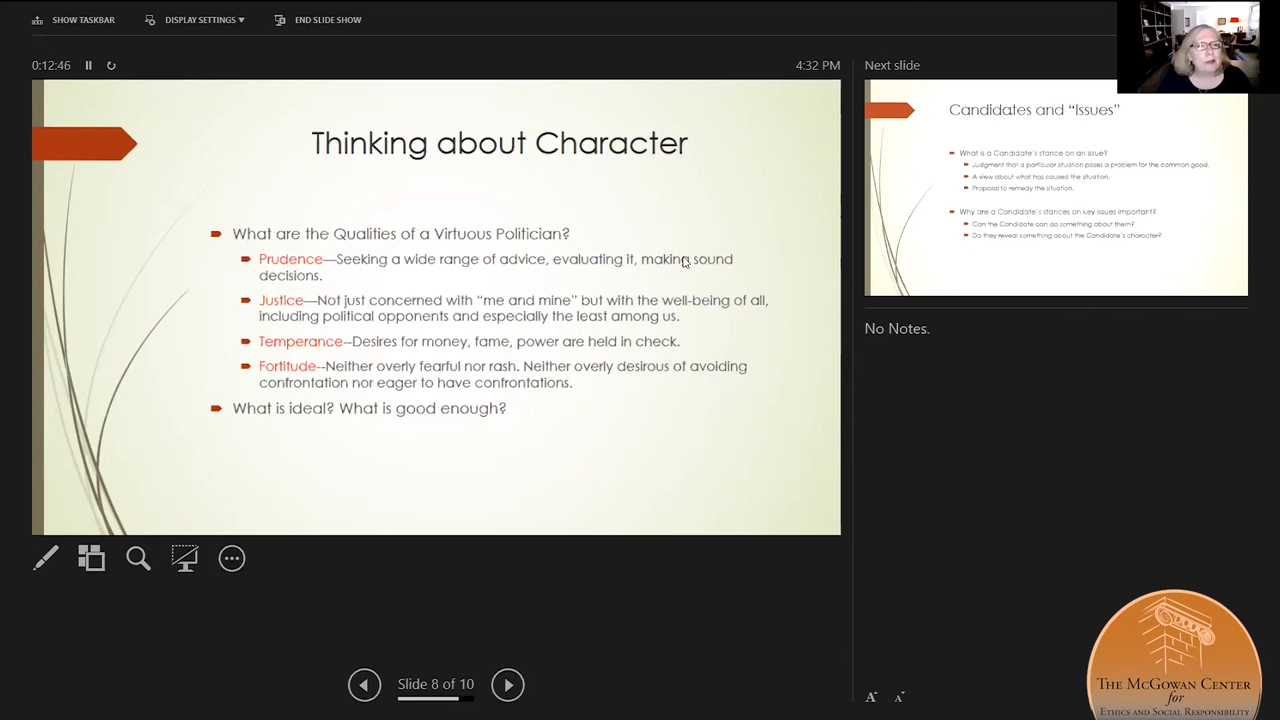 SHOW TASKBAR
DISPLAY SETTINGS ▼
END SLIDE SHOW
0:12:46
4:32 PM
Thinking about Character
What are the Qualities of a Virtuous Politician?
Prudence—Seeking a wide range of advice, evaluating it, making sound
decisions.
Justice—Not just concerned with “me and mine” but with the well-being of all,
including political opponents and especially the least among us.
Temperance--Desires for money, fame, power are held in check.
Fortitude--Neither overly fearful nor rash. Neither overly desirous of avoiding
confrontation nor eager to have confrontations.
What is ideal? What is good enough?
Slide 8 of 10
Next slide
Candidates and “Issues”
What is a Candidate’s stance on an issue?
Judgment that a particular situation poses a problem for the common good.
A view about what has caused the situation.
Proposal to remedy the situation.
Why are a Candidate’s stances on key issues important?
Can the Candidate can do something about them?
Do they reveal something about the Candidate’s character?
No Notes.
A A
THE MCGOWAN CENTER
for
ETHICS AND SOCIAL RESPONSIBILITY